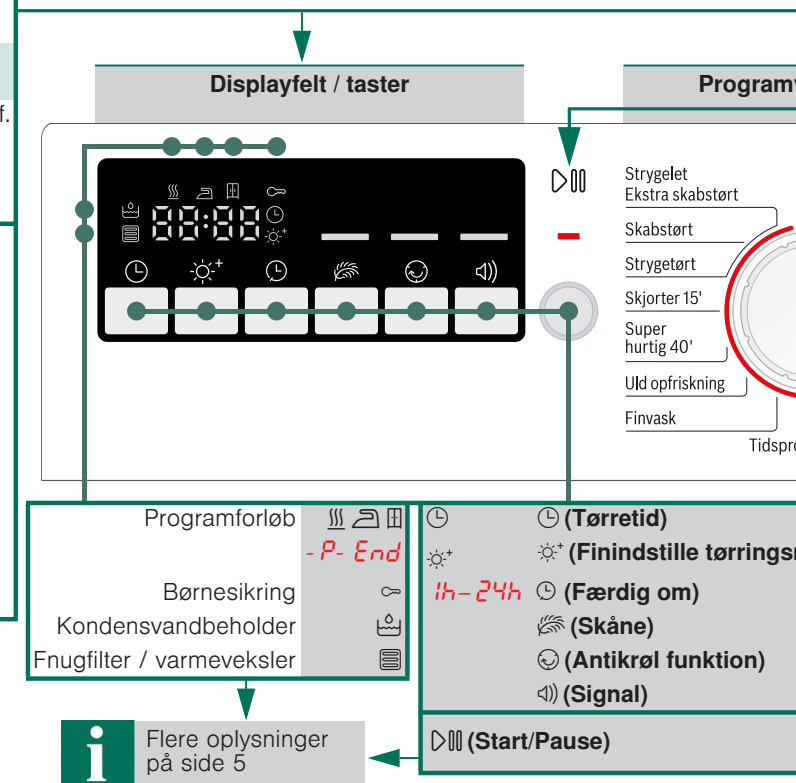 f.
Displayfelt / taster
Programv
Strygelet
Ekstra skabstørt
Skabstørt
Strygetørt
Skjorter 15'
Super
hurtig 40'
Uld opfriskning
Finvask
Tidspro
88:88
Programforløb
-P- End
Børnesikring
Kondensvandbeholder
Fnugfilter / varmeveksler
(Tørretid)
(Finindstille tørrings
1h-24h (Færdig om)
(Skåne)
(Antikrøl funktion)
(Signal)
(Start/Pause)
i Flere oplysninger
på side 5